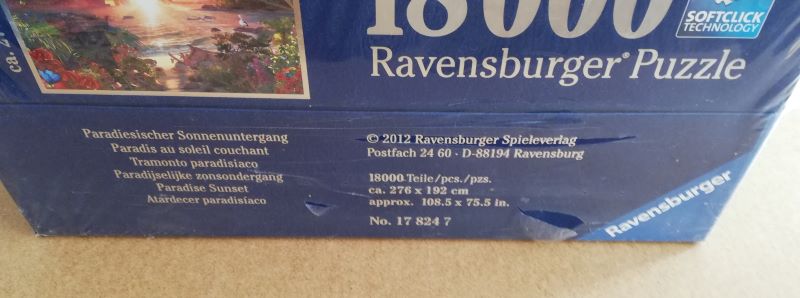 18000
SOFTCLICK
TECHNOLOGY
Ravensburger® Puzzle
Paradiesischer Sonnenuntergang
Paradis au soleil couchant
Tramonto paradisiaco
Paradijselijke zonsondergang
Paradise Sunset
Atardecer paradisíaco
© 2012 Ravensburger Spieleverlag
Postfach 24 60 · D-88194 Ravensburg
18000 Teile/pcs./pzs.
ca. 276 x 192 cm
approx. 108.5 x 75.5 in.
No. 17 824 7
Ravensburger